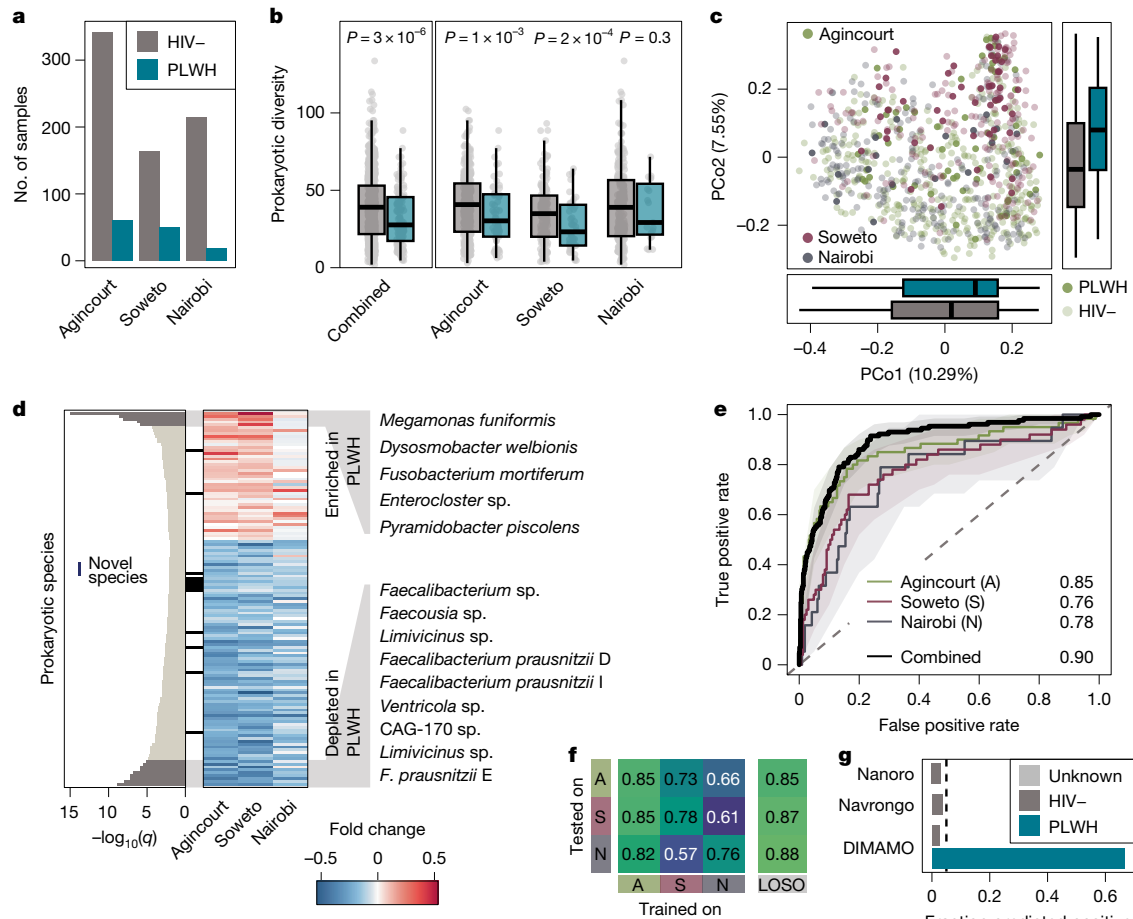 a
No. of samples
300
200
100
0
HIV–
PLWH
Agincourt
Soweto
Nairobi
b
Prokaryotic diversity
100
50
0
P = 3 × 10–6
P = 1 × 10–3
P = 2 × 10–4
P = 0.3
Combined
Agincourt
Soweto
Nairobi
c
PCo2 (7.55%)
0.2
0
–0.2
Agincourt
Soweto
Nairobi
PLWH
HIV–
–0.4
–0.2
0
0.2
PCo1 (10.29%)
d
Prokaryotic species
Novel
species
15
10
5
0
–log10(q)
Agincourt
Soweto
Nairobi
Enriched in
PLWH
Megamonas funiformis
Dysosmobacter welbionis
Fusobacterium mortiferum
Enterocloster sp.
Pyramidobacter piscolens
Depleted in
PLWH
Faecalibacterium sp.
Faecousia sp.
Limivicinus sp.
Faecalibacterium prausnitzii D
Faecalibacterium prausnitzii I
Ventricola sp.
CAG-170 sp.
Limivicinus sp.
F. prausnitzii E
Fold change
–0.5
0
0.5
e
True positive rate
1.0
0.8
0.6
0.4
0.2
0
Agincourt (A) 0.85
Soweto (S) 0.76
Nairobi (N) 0.78
Combined 0.90
0
0.2
0.4
0.6
0.8
1.0
False positive rate
f
Tested on
A 0.85 0.73 0.66 0.85
S 0.85 0.78 0.61 0.87
N 0.82 0.57 0.76 0.88
A S N LOSO
Trained on
g
Nanoro
Navrongo
DIMAMO
Unknown
HIV–
PLWH
0
0.2
0.4
0.6